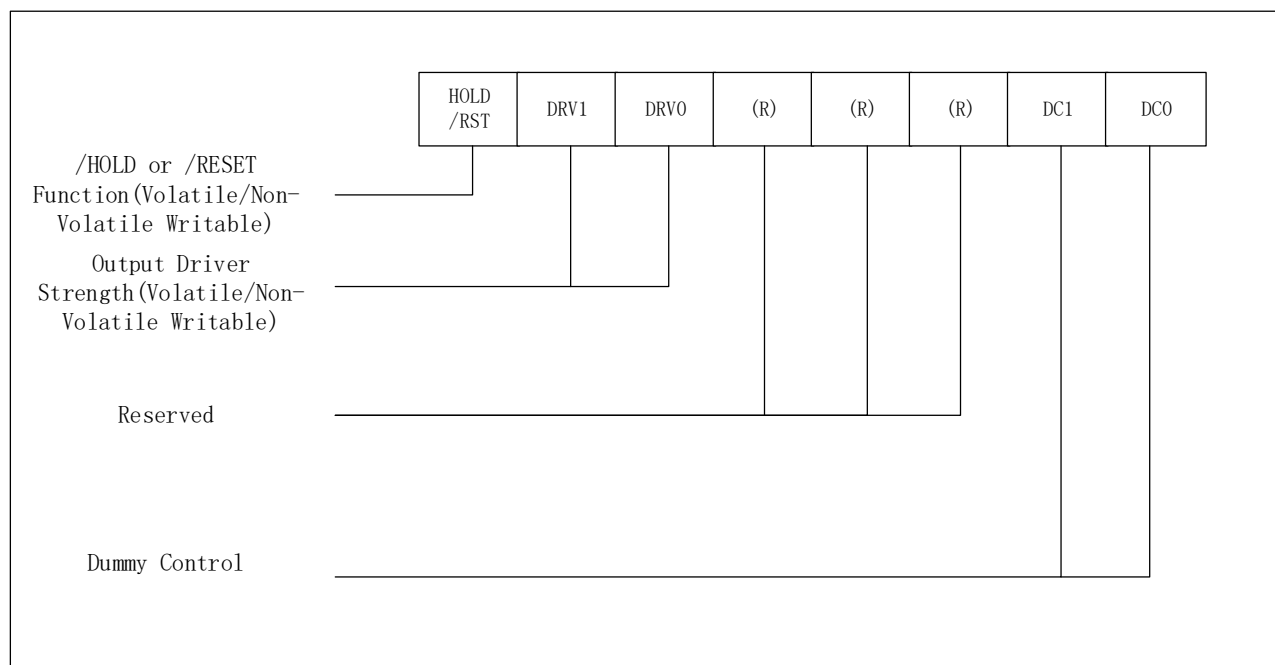 HOLD
/RST
DRV1
DRV0
(R)
(R)
(R)
DC1
DC0
/HOLD or /RESET
Function(Volatile/Non-
Volatile Writable)
Output Driver
Strength(Volatile/Non-
Volatile Writable)
Reserved
Dummy Control